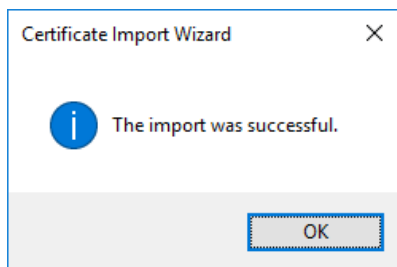 Certificate Import Wizard
The import was successful.
OK